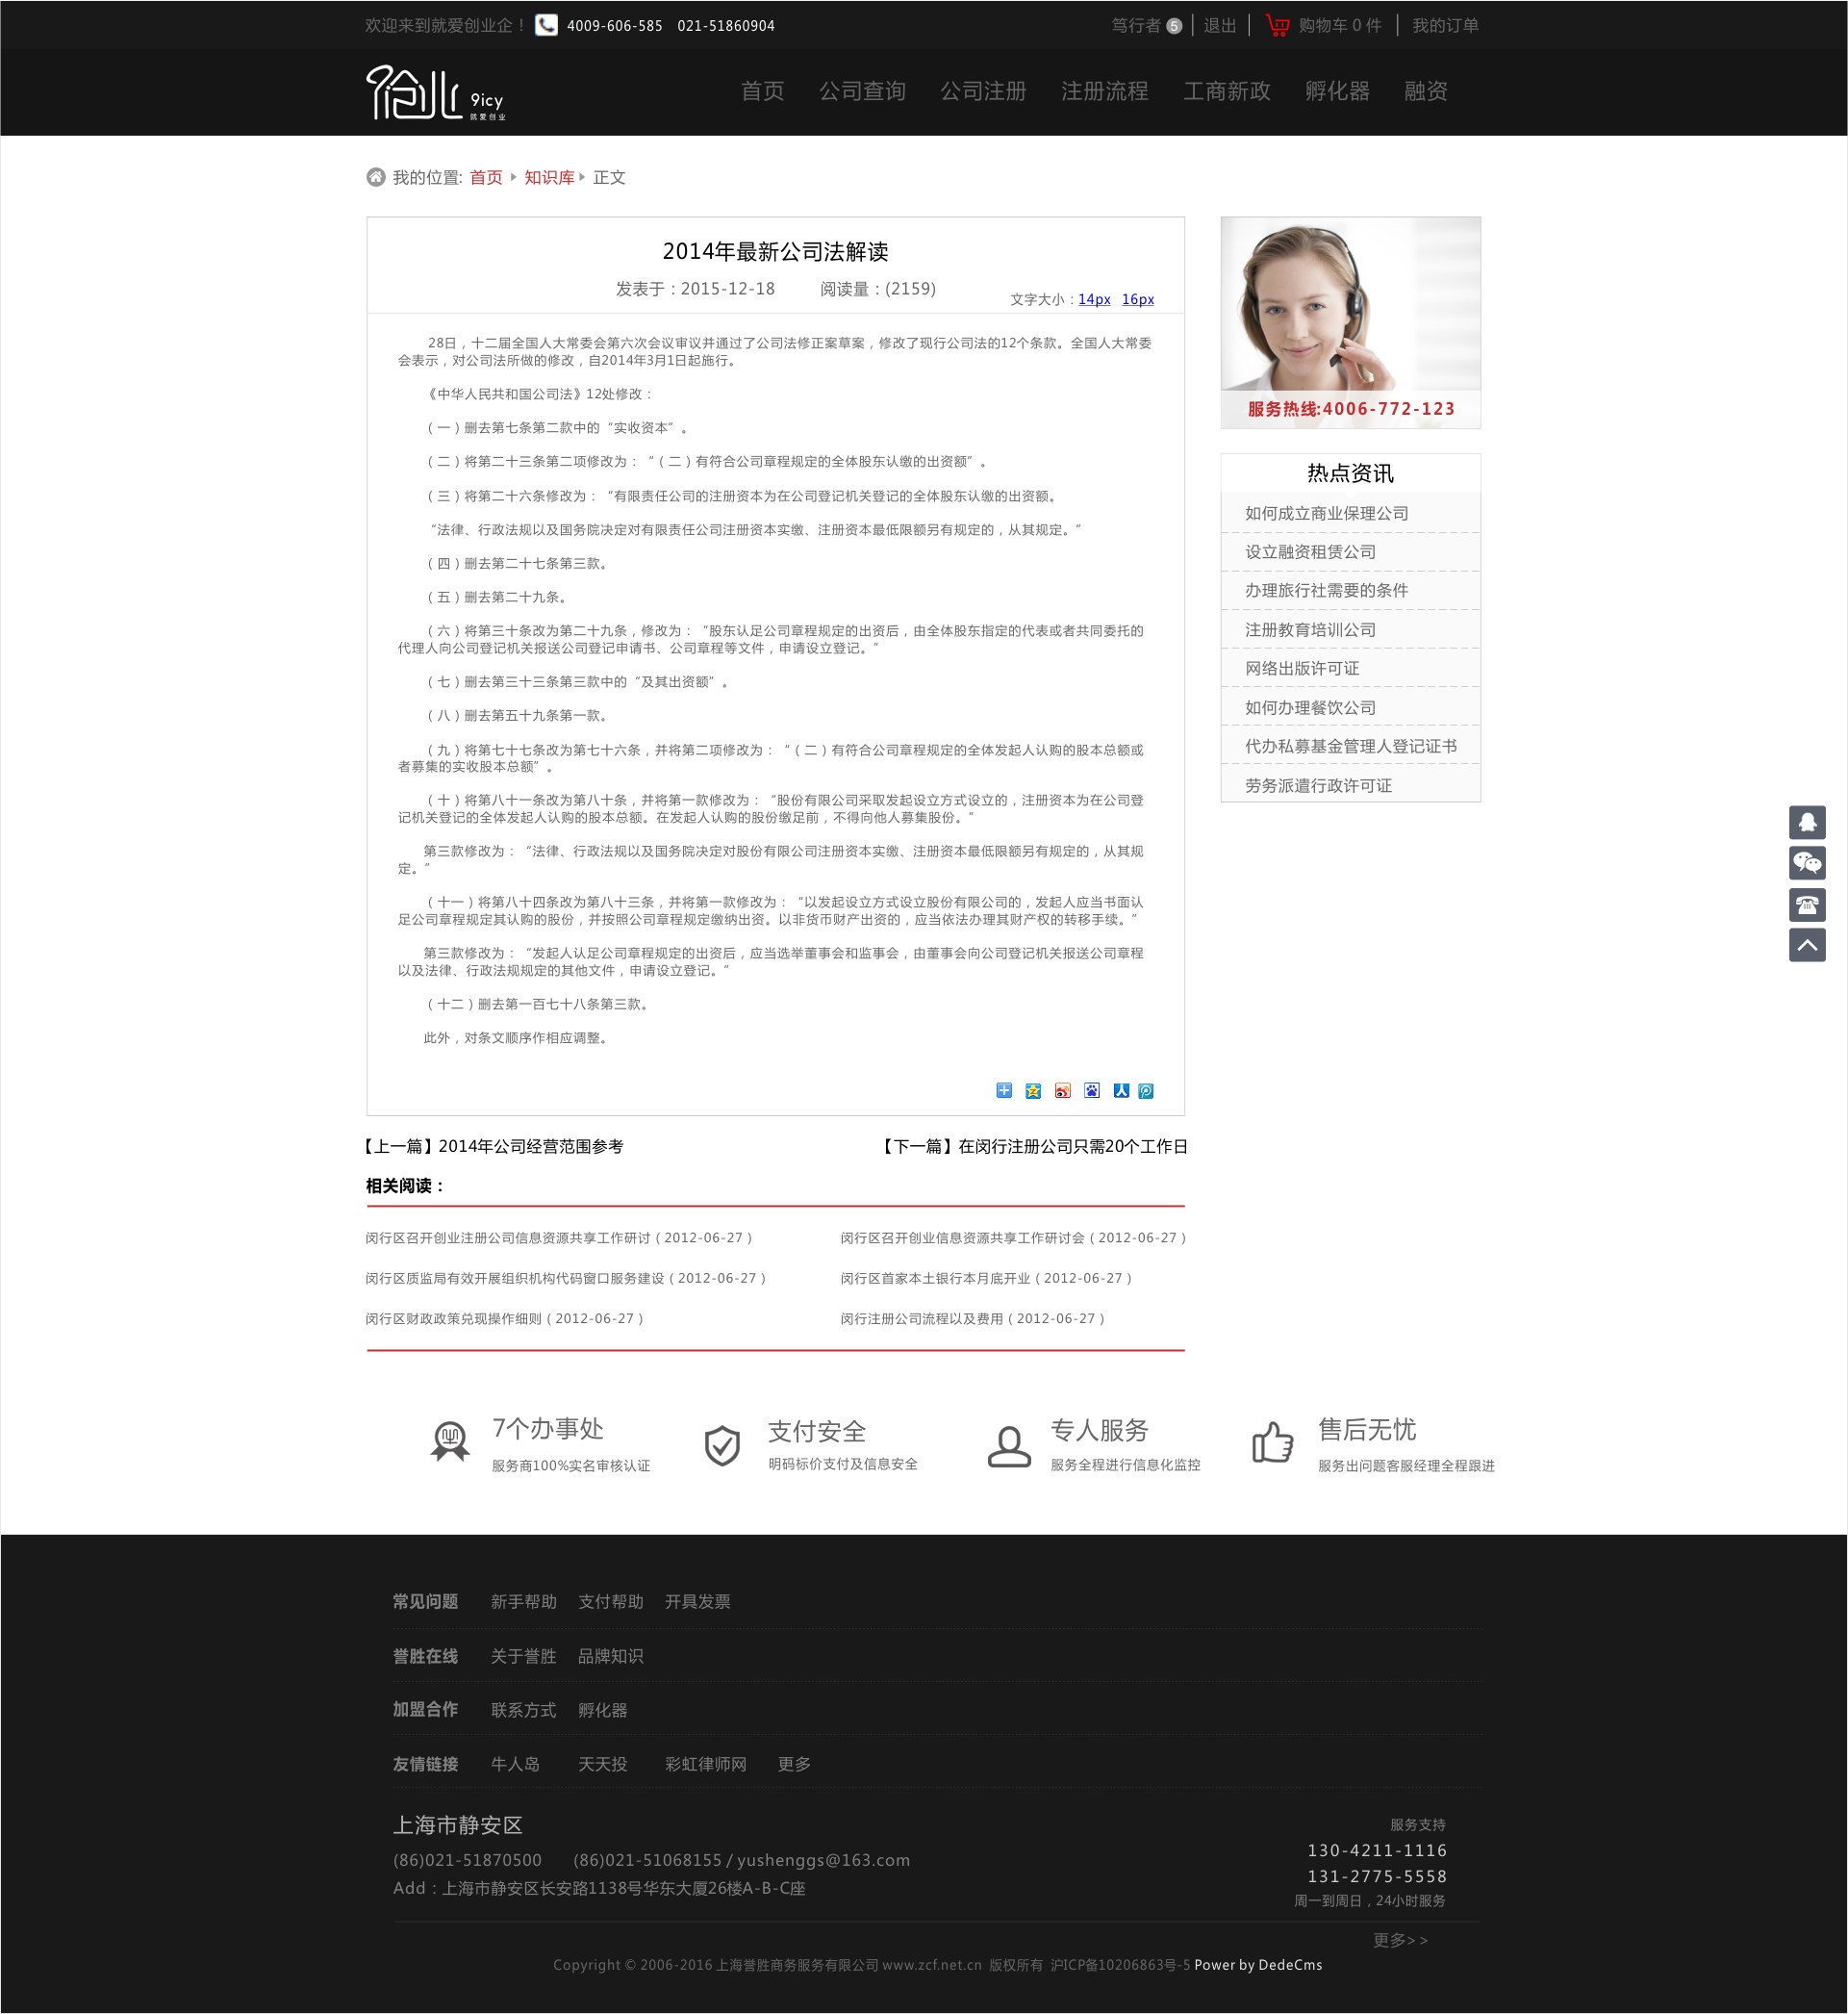 欢迎来到就爱创业企！ 4009-606-585 021-51860904 笃行者 5 退出 购物车 0 件 我的订单
9icy
就爱创业
首页 公司查询 公司注册 注册流程 工商新政 孵化器 融资
我的位置: 首页 知识库 正文
2014年最新公司法解读
发表于：2015-12-18 阅读量：(2159)
文字大小：14px 16px
28日，十二届全国人大常委会第六次会议审议并通过了公司法修正案草案，修改了现行公司法的12个条款。全国人大常委
会表示，对公司法所做的修改，自2014年3月1日起施行。
《中华人民共和国公司法》12处修改：
（一）删去第七条第二款中的“实收资本”。
（二）将第二十三条第二项修改为：“（二）有符合公司章程规定的全体股东认缴的出资额”。
（三）将第二十六条修改为：“有限责任公司的注册资本为在公司登记机关登记的全体股东认缴的出资额。
“法律、行政法规以及国务院决定对有限责任公司注册资本实缴、注册资本最低限额另有规定的，从其规定。”
（四）删去第二十七条第三款。
（五）删去第二十九条。
（六）将第三十条改为第二十九条，修改为：“股东认足公司章程规定的出资后，由全体股东指定的代表或者共同委托的
代理人向公司登记机关报送公司登记申请书、公司章程等文件，申请设立登记。”
（七）删去第三十三条第三款中的“及其出资额”。
（八）删去第五十九条第一款。
（九）将第七十七条改为第七十六条，并将第二项修改为：“（二）有符合公司章程规定的全体发起人认购的股本总额或
者募集的实收股本总额”。
（十）将第八十一条改为第八十条，并将第一款修改为：“股份有限公司采取发起设立方式设立的，注册资本为在公司登
记机关登记的全体发起人认购的股本总额。在发起人认购的股份缴足前，不得向他人募集股份。”
第三款修改为：“法律、行政法规以及国务院决定对股份有限公司注册资本实缴、注册资本最低限额另有规定的，从其规
定。”
（十一）将第八十四条改为第八十三条，并将第一款修改为：“以发起设立方式设立股份有限公司的，发起人应当书面认
足公司章程规定其认购的股份，并按照公司章程规定缴纳出资。以非货币财产出资的，应当依法办理其财产权的转移手续。”
第三款修改为：“发起人认足公司章程规定的出资后，应当选举董事会和监事会，由董事会向公司登记机关报送公司章程
以及法律、行政法规规定的其他文件，申请设立登记。”
（十二）删去第一百七十八条第三款。
此外，对条文顺序作相应调整。
服务热线:4006-772-123
热点资讯
如何成立商业保理公司
设立融资租赁公司
办理旅行社需要的条件
注册教育培训公司
网络出版许可证
如何办理餐饮公司
代办私募基金管理人登记证书
劳务派遣行政许可证
【上一篇】2014年公司经营范围参考 【下一篇】在闵行注册公司只需20个工作日
相关阅读：
闵行区召开创业注册公司信息资源共享工作研讨（2012-06-27） 闵行区召开创业信息资源共享工作研讨会（2012-06-27）
闵行区质监局有效开展组织机构代码窗口服务建设（2012-06-27） 闵行区首家本土银行本月底开业（2012-06-27）
闵行区财政政策兑现操作细则（2012-06-27） 闵行注册公司流程以及费用（2012-06-27）
7个办事处 支付安全 专人服务 售后无忧
服务商100%实名审核认证 明码标价支付及信息安全 服务全程进行信息化监控 服务出问题客服经理全程跟进
常见问题 新手帮助 支付帮助 开具发票
誉胜在线 关于誉胜 品牌知识
加盟合作 联系方式 孵化器
友情链接 牛人岛 天天投 彩虹律师网 更多
上海市静安区
(86)021-51870500 (86)021-51068155 / yushenggs@163.com
Add：上海市静安区长安路1138号华东大厦26楼A-B-C座
服务支持
130-4211-1116
131-2775-5558
周一到周日，24小时服务
更多>>
Copyright © 2006-2016 上海誉胜商务服务有限公司 www.zcf.net.cn 版权所有 沪ICP备10206863号-5 Power by DedeCms